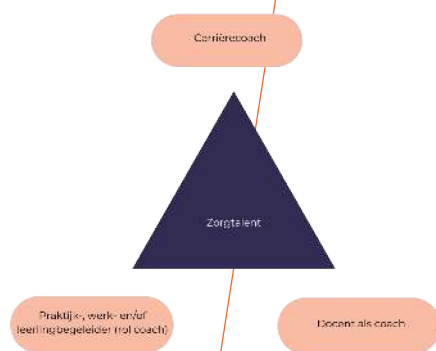 Carrièrecoach
Zorgtalent
Praktijk-, werk- en/of
leerlingbegeleider (rol coach)
Docent als coach